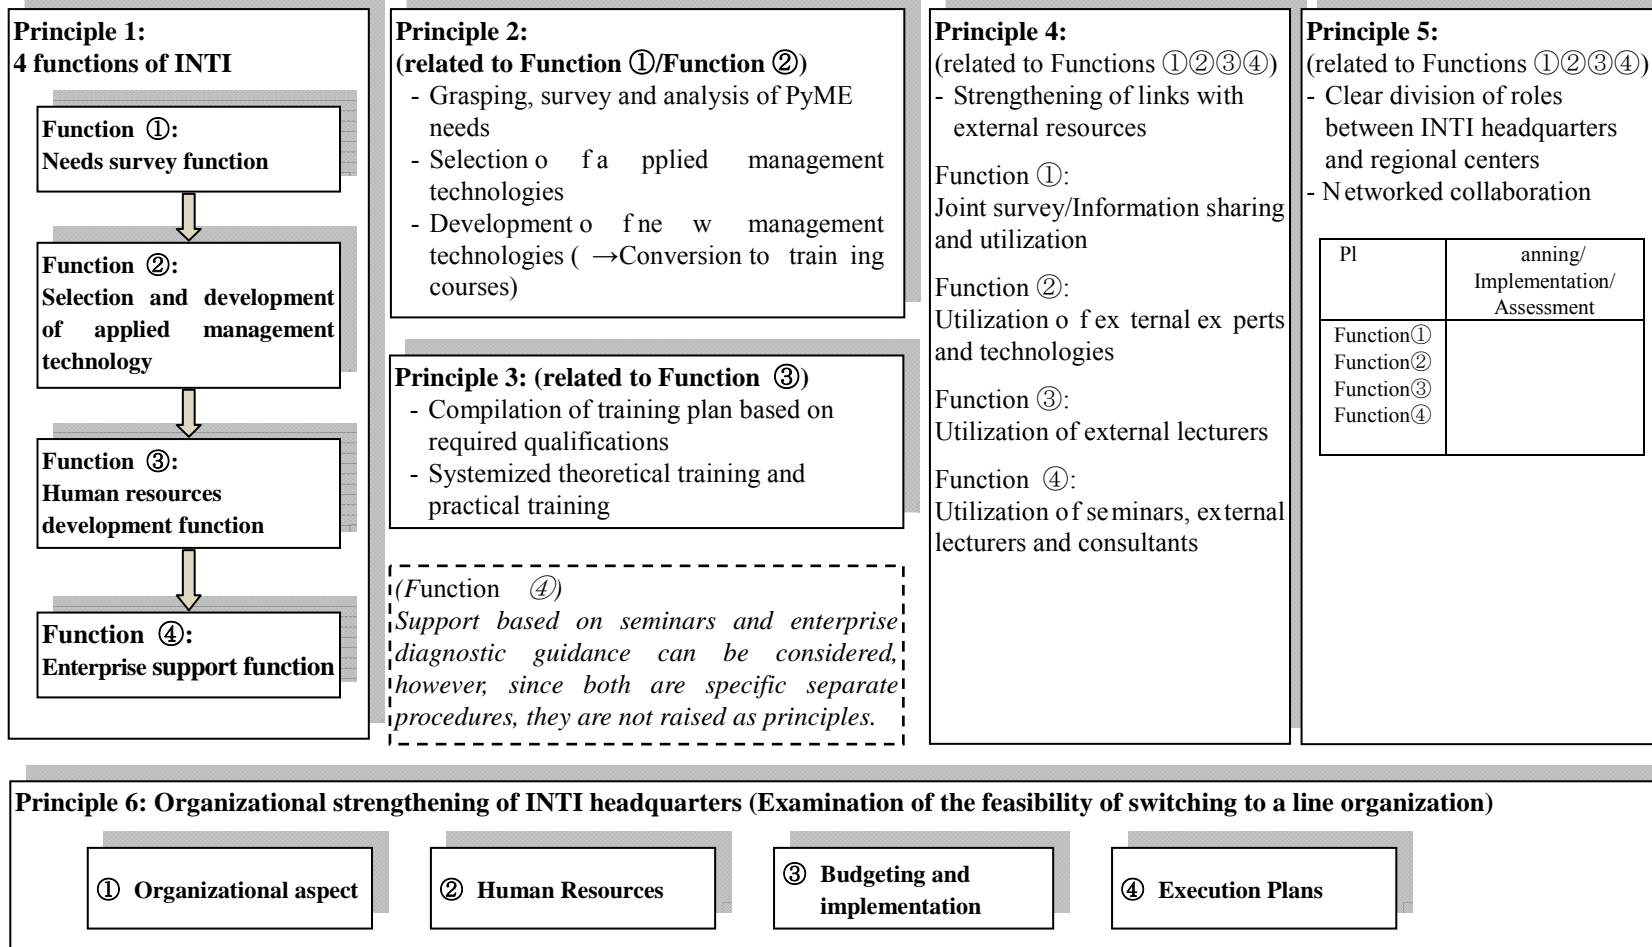 Principle 1:
4 functions of INTI
Function ①:
Needs survey function
Function ②:
Selection and development
of applied management
technology
Function ③:
Human resources
development function
Function ④:
Enterprise support function
Principle 2:
(related to Function ①/Function ②)
- Grasping, survey and analysis of PyME
needs
- Selection o f a pplied management
technologies
- Development o f ne w management
technologies ( →Conversion to train ing
courses)
Principle 3: (related to Function ③)
- Compilation of training plan based on
required qualifications
- Systemized theoretical training and
practical training
(Function ④)
Support based on seminars and enterprise
diagnostic guidance can be considered,
however, since both are specific separate
procedures, they are not raised as principles.
Principle 4:
(related to Functions ①②③④)
- Strengthening of links with
external resources
Function ①:
Joint survey/Information sharing
and utilization
Function ②:
Utilization o f ex ternal ex perts
and technologies
Function ③:
Utilization of external lecturers
Function ④:
Utilization of seminars, external
lecturers and consultants
Principle 5:
(related to Functions ①②③④)
- Clear division of roles
between INTI headquarters
and regional centers
- N etworked collaboration
Pl anning/
Implementation/
Assessment
Function①
Function②
Function③
Function④
Principle 6: Organizational strengthening of INTI headquarters (Examination of the feasibility of switching to a line organization)
① Organizational aspect
② Human Resources
③ Budgeting and
implementation
④ Execution Plans